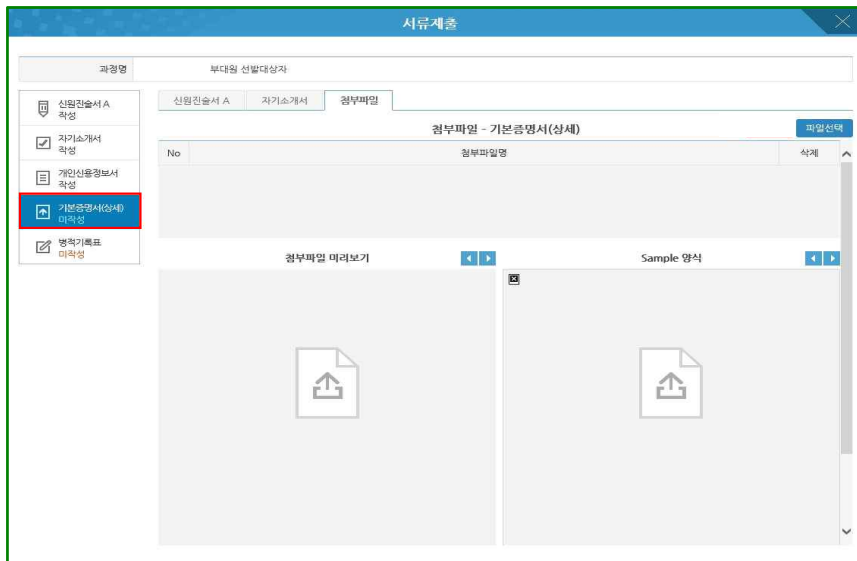 서류제출
과정명 부대원 선발대상자
신원진술서 A
작성
자기소개서
작성
개인신용정보서
작성
기본증명서(상세)
미작성
병적기록표
미작성
신원진술서 A 자기소개서 첨부파일
첨부파일 - 기본증명서(상세) 파일선택
No 첨부파일명 삭제
첨부파일 미리보기 Sample 양식